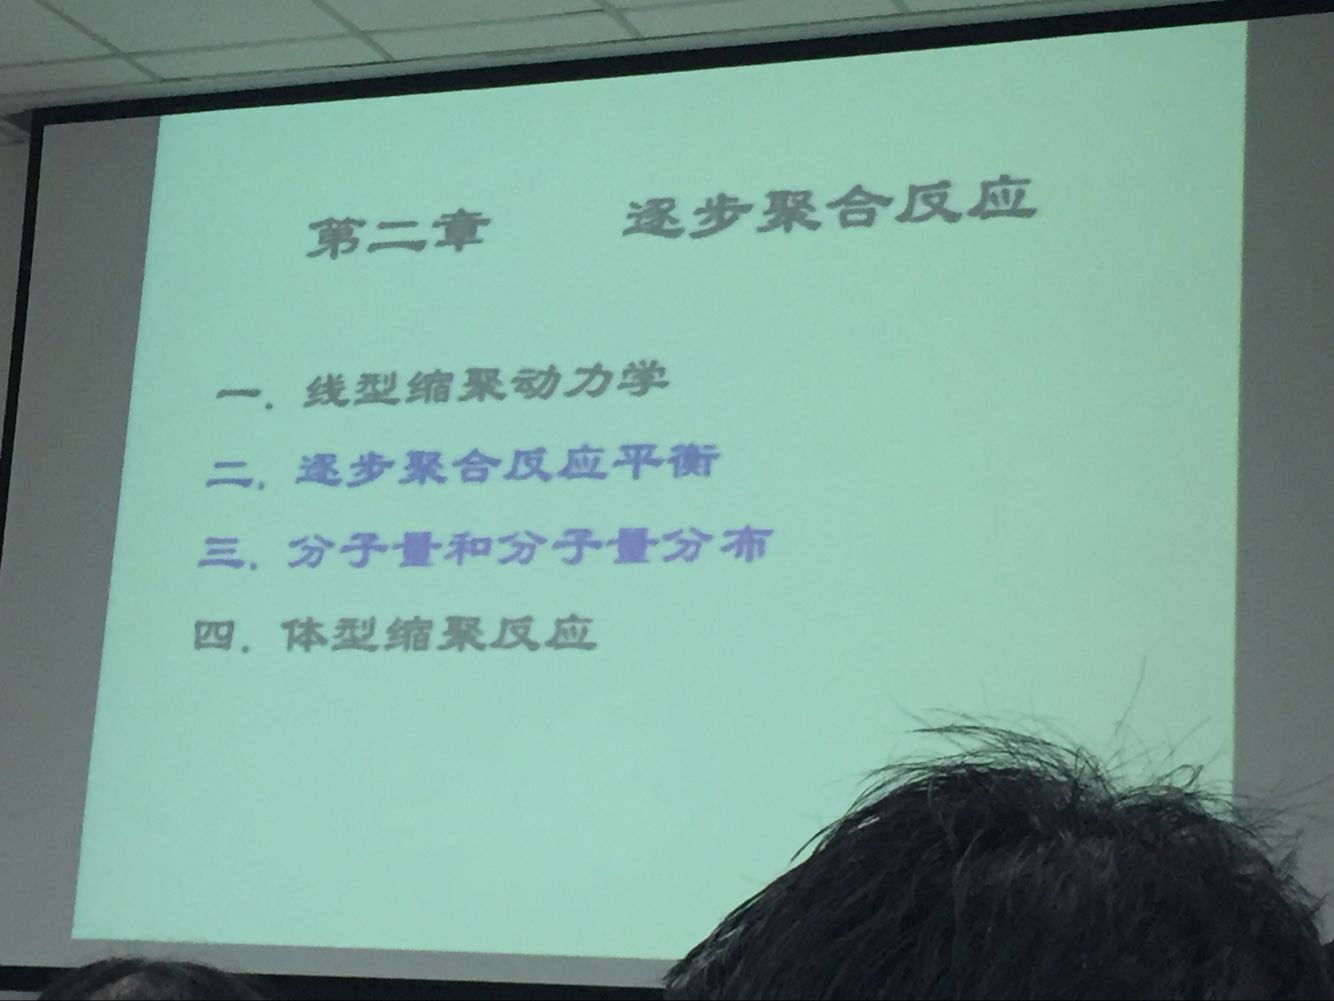 第二章 逐步聚合反应
一. 线型缩聚动力学
二. 逐步聚合反应平衡
三. 分子量和分子量分布
四. 体型缩聚反应